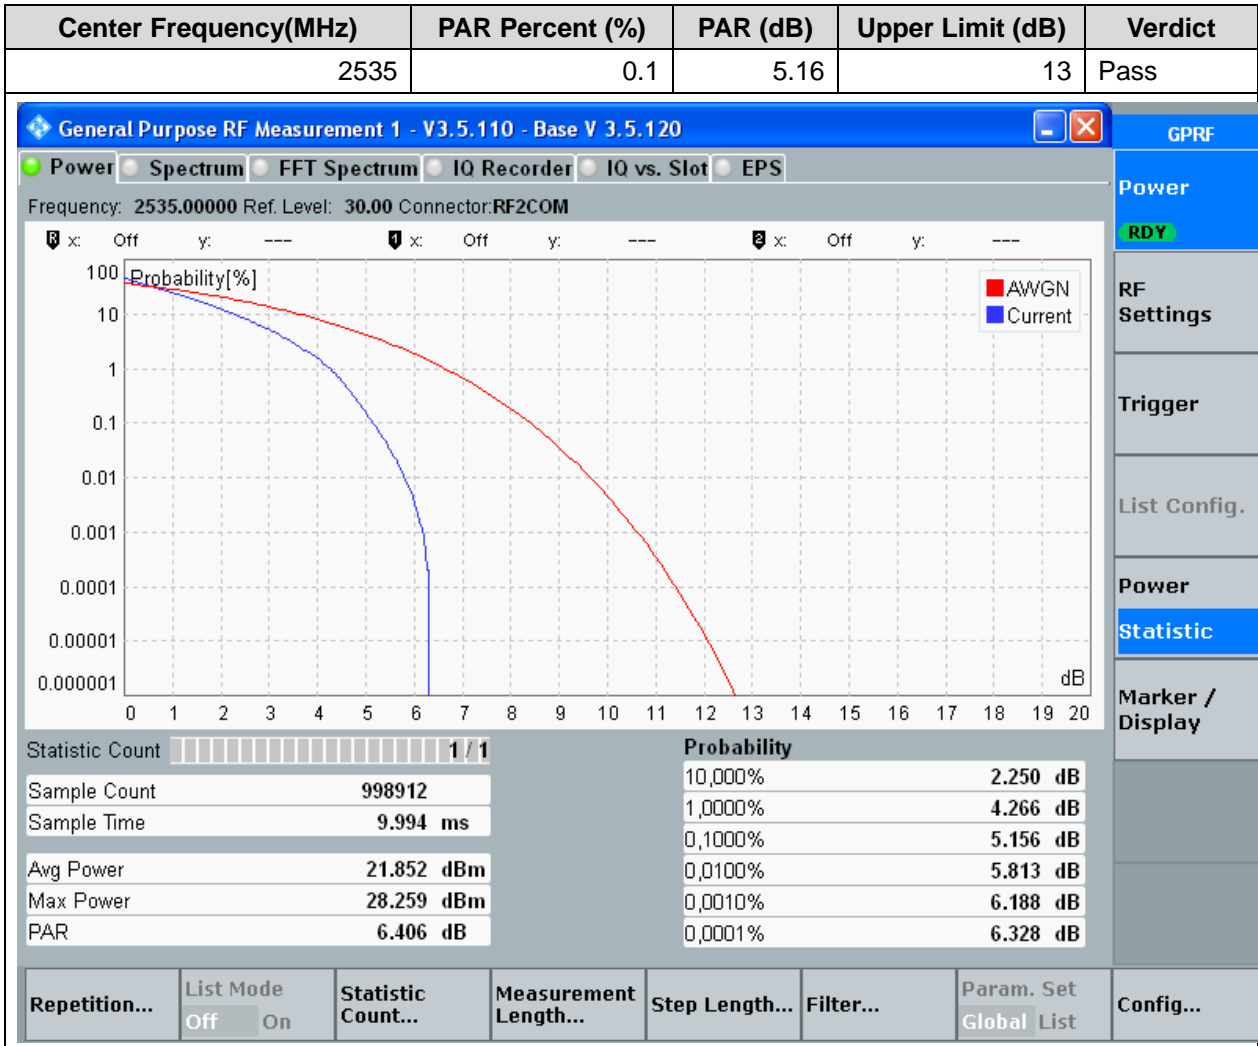 Center Frequency(MHz) PAR Percent (%) PAR (dB) Upper Limit (dB) Verdict
2535 0.1 5.16 13 Pass
General Purpose RF Measurement 1 - V3.5.110 - Base V 3.5.120
GPRF
Power Spectrum FFT Spectrum IQ Recorder IQ vs. Slot EPS
Frequency: 2535.00000 Ref. Level: 30.00 Connector:RF2COM
R x: Off y: --- 1 x: Off y: --- 2 x: Off y: ---
Probability[%]
AWGN
Current
100
10
1
0.1
0.01
0.001
0.0001
0.00001
0.000001
dB
0 1 2 3 4 5 6 7 8 9 10 11 12 13 14 15 16 17 18 19 20
Statistic Count 1 / 1
Sample Count 998912
Sample Time 9.994 ms
Avg Power 21.852 dBm
Max Power 28.259 dBm
PAR 6.406 dB
Probability
10,000% 2.250 dB
1,0000% 4.266 dB
0,1000% 5.156 dB
0,0100% 5.813 dB
0,0010% 6.188 dB
0,0001% 6.328 dB
Power
RDY
RF
Settings
Trigger
List Config.
Power
Statistic
Marker /
Display
Repetition...
List Mode
Off On
Statistic
Count...
Measurement
Length...
Step Length...
Filter...
Param. Set
Global List
Config...